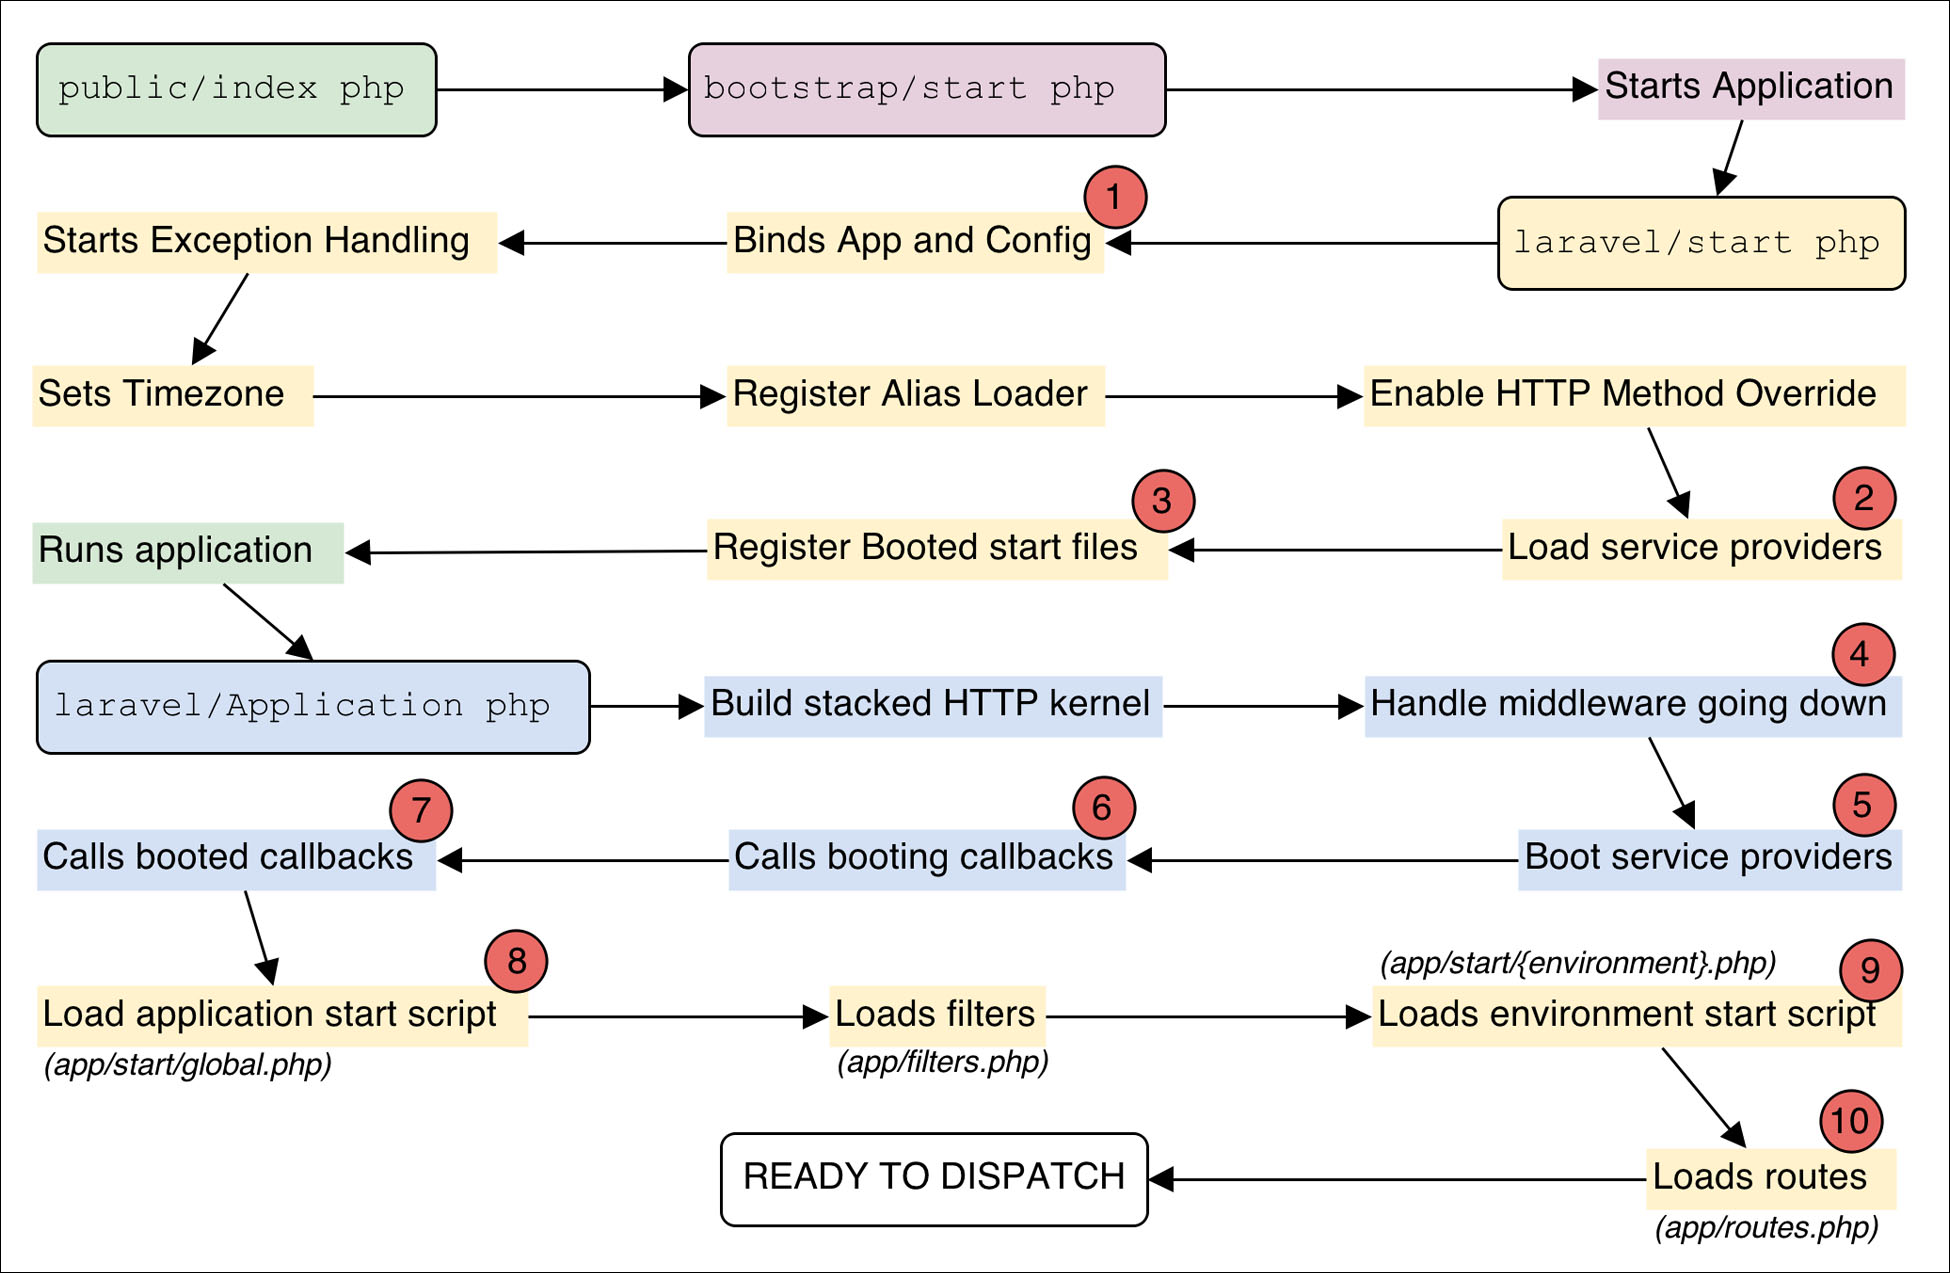 public/index php
bootstrap/start php
Starts Application
1
Starts Exception Handling
Binds App and Config
laravel/start php
Sets Timezone
Register Alias Loader
Enable HTTP Method Override
3
2
Runs application
Register Booted start files
Load service providers
4
laravel/Application php
Build stacked HTTP kernel
Handle middleware going down
7
6
5
Calls booted callbacks
Calls booting callbacks
Boot service providers
8
(app/start/{environment}.php)
9
Load application start script
Loads filters
Loads environment start script
(app/start/global.php)
(app/filters.php)
10
READY TO DISPATCH
Loads routes
(app/routes.php)